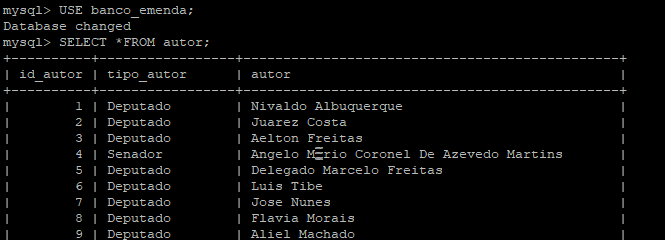 mysql> USE banco_emenda;
Database changed
mysql> SELECT *FROM autor;
+----------+-----------------+-----------------------------------------------+
| id_autor | tipo_autor | autor |
+----------+-----------------+-----------------------------------------------+
| 1 | Deputado | Nivaldo Albuquerque
| 2 | Deputado | Juarez Costa |
| 3 | Deputado | Aelton Freitas |
| 4 | Senador | Angelo Mario Coronel De Azevedo Martins |
| 5 | Deputado | Delegado Marcelo Freitas |
| 6 | Deputado | Luis Tibe |
| 7 | Deputado | Jose Nunes |
| 8 | Deputado | Flavia Morais |
| 9 | Deputado | Aliel Machado |